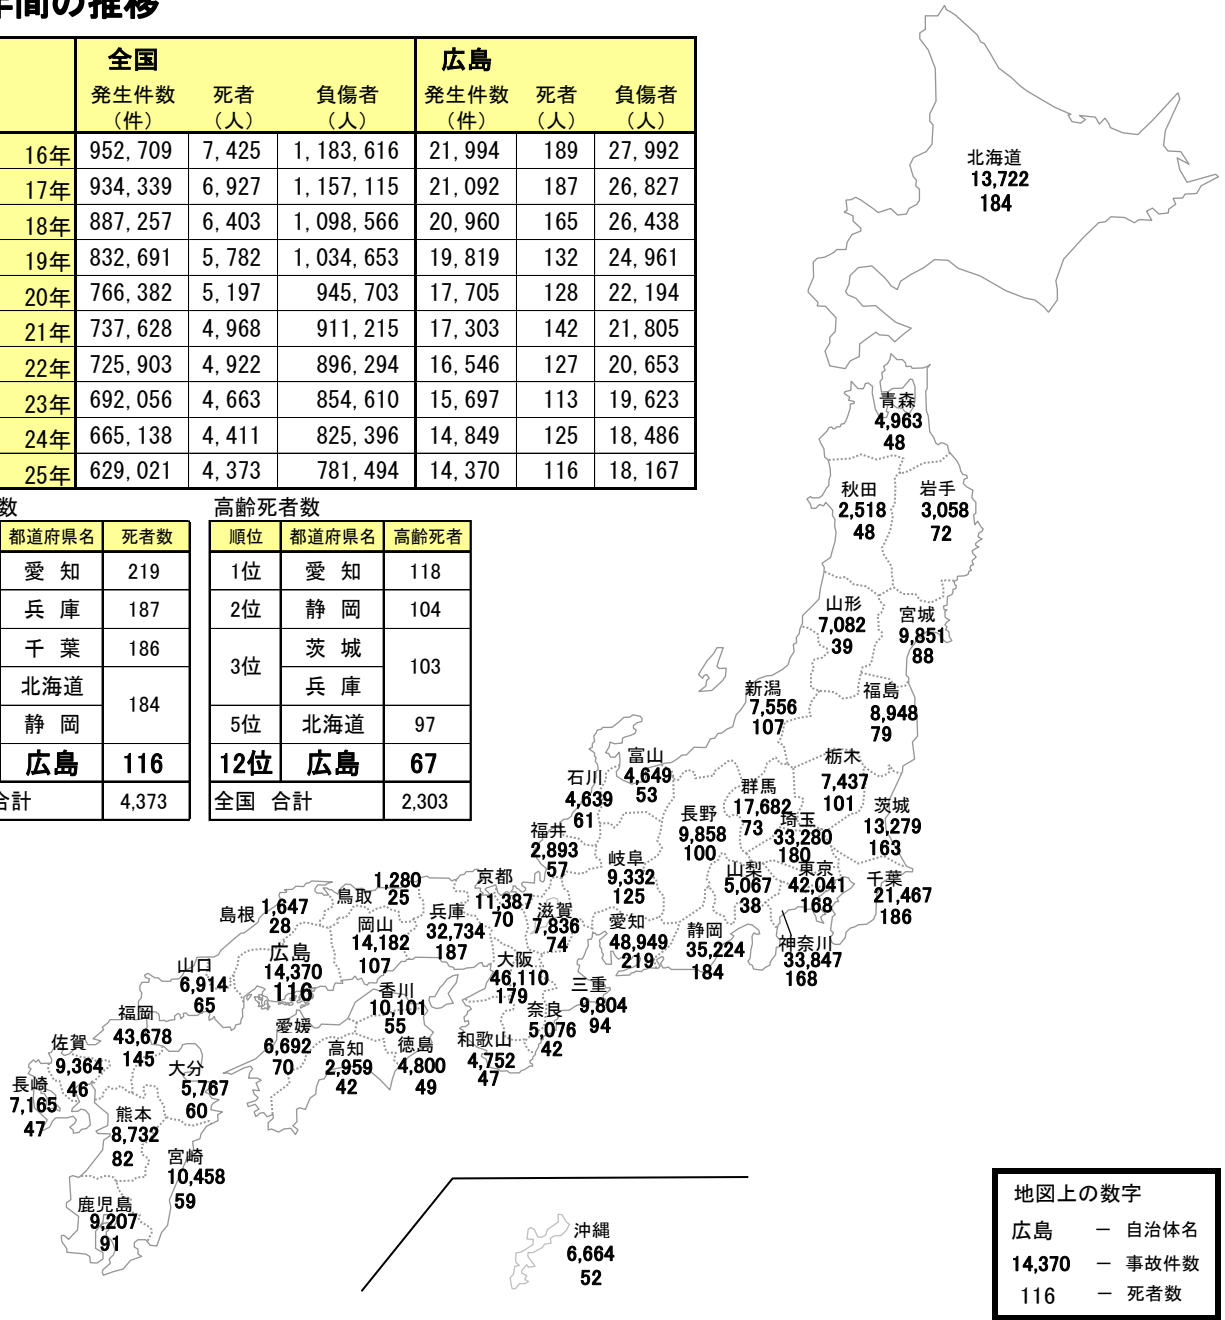 年間の推移
全国 広島
発生件数 死者 負傷者 発生件数 死者 負傷者
（件） （人） （人） （件） （人） （人）
16年 952,709 7,425 1,183,616 21,994 189 27,992
17年 934,339 6,927 1,157,115 21,092 187 26,827
18年 887,257 6,403 1,098,566 20,960 165 26,438
19年 832,691 5,782 1,034,653 19,819 132 24,961
20年 766,382 5,197 945,703 17,705 128 22,194
21年 737,628 4,968 911,215 17,303 142 21,805
22年 725,903 4,922 896,294 16,546 127 20,653
23年 692,056 4,663 854,610 15,697 113 19,623
24年 665,138 4,411 825,396 14,849 125 18,486
25年 629,021 4,373 781,494 14,370 116 18,167
数
都道府県名 死者数
愛 知 219
兵 庫 187
千 葉 186
北海道
184
静 岡
広島 116
合計 4,373
高齢死者数
順位 都道府県名 高齢死者
1位 愛 知 118
2位 静 岡 104
茨 城
3位 103
兵 庫
5位 北海道 97
12位 広島 67
全国 合計 2,303
北海道
13,722
184
青森
4,963
48
秋田
2,518
48
岩手
3,058
72
山形
7,082
39
宮城
9,851
88
新潟
7,556
107
福島
8,948
79
富山
4,649
53
石川
4,639
61
栃木
7,437
101
群馬
17,682
73
茨城
13,279
163
長野
9,858
100
埼玉
33,280
180
福井
2,893
57
岐阜
9,332
125
山梨
5,067
38
東京
42,041
168
千葉
21,467
186
鳥取
1,280
25
京都
11,387
70
島根
1,647
28
岡山
14,182
107
兵庫
32,734
187
滋賀
7,836
74
愛知
48,949
219
静岡
35,224
184
神奈川
33,847
168
広島
14,370
116
山口
6,914
65
大阪
46,110
179
三重
9,804
94
香川
10,101
55
奈良
5,076
42
福岡
43,678
145
愛媛
6,692
70
高知
2,959
42
徳島
4,800
49
和歌山
4,752
47
佐賀
9,364
46
大分
5,767
60
長崎
7,165
47
熊本
8,732
82
宮崎
10,458
59
鹿児島
9,207
91
沖縄
6,664
52
地図上の数字
広島 － 自治体名
14,370 － 事故件数
116 － 死者数